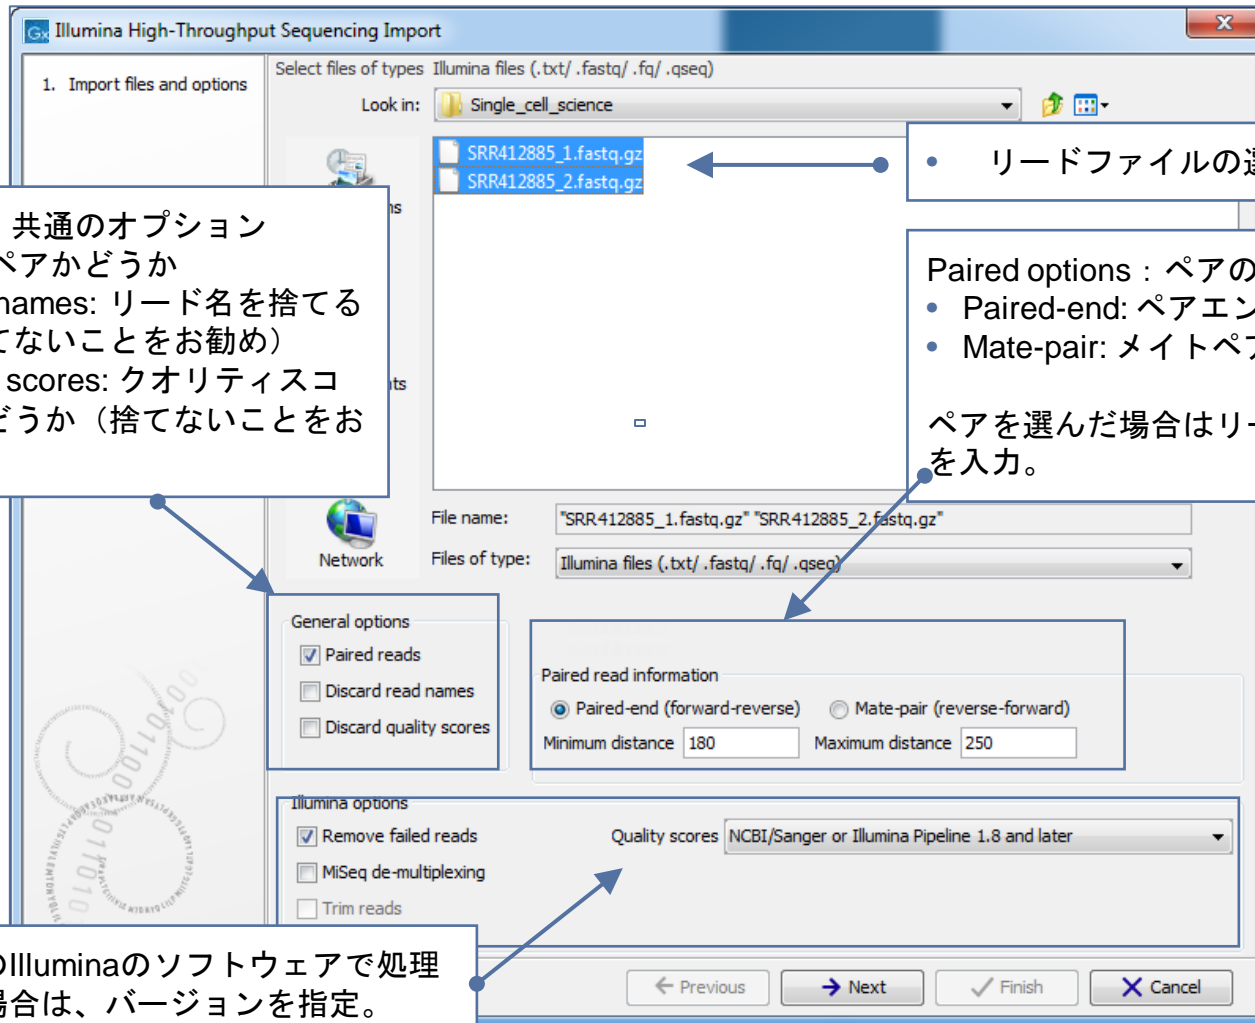 Illumina High-Throughput Sequencing Import
1. Import files and options
Select files of types Illumina files (.txt/ .fastq/ .fq/ .qseq)
Look in: Single_cell_science
SRR412885_1.fastq.gz
SRR412885_2.fastq.gz
• リードファイルの
共通のオプション
ペアかどうか
names: リード名を捨てる
てないことをお勧め）
scores: クオリティスコ
どうか（捨てないことをお
Paired options：ペアの
• Paired-end: ペアエン
• Mate-pair: メイトペ
ペアを選んだ場合はリー
を入力。
Network
File name: "SRR412885_1.fastq.gz" "SRR412885_2.fastq.gz"
Files of type: Illumina files (.txt/ .fastq/ .fq/ .qseq)
General options
Paired reads
Discard read names
Discard quality scores
Paired read information
Paired-end (forward-reverse) Mate-pair (reverse-forward)
Minimum distance 180 Maximum distance 250
Illumina options
Remove failed reads Quality scores NCBI/Sanger or Illumina Pipeline 1.8 and later
MiSeq de-multiplexing
Trim reads
のIlluminaのソフトウェアで処理
場合は、バージョンを指定。
Previous Next Finish Cancel